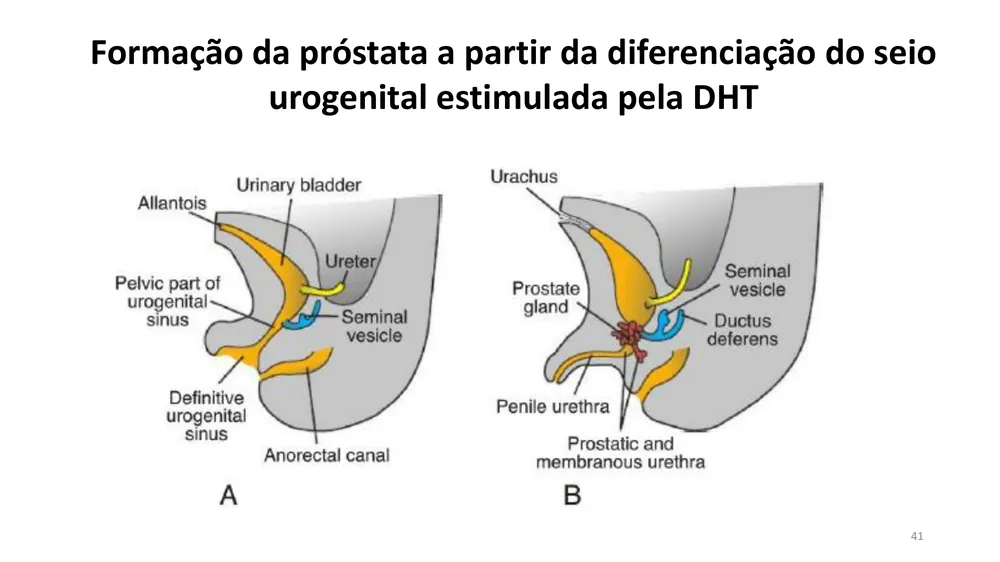 Formação da próstata a partir da diferenciação do seio
urogenital estimulada pela DHT
Urinary bladder
Allantois
Ureter
Pelvic part of
urogenital
sinus
Seminal
vesicle
Definitive
urogenital
sinus
Anorectal canal
A
Urachus
Prostate
gland
Seminal
vesicle
Ductus
deferens
Penile urethra
Prostatic and
membranous urethra
B
41